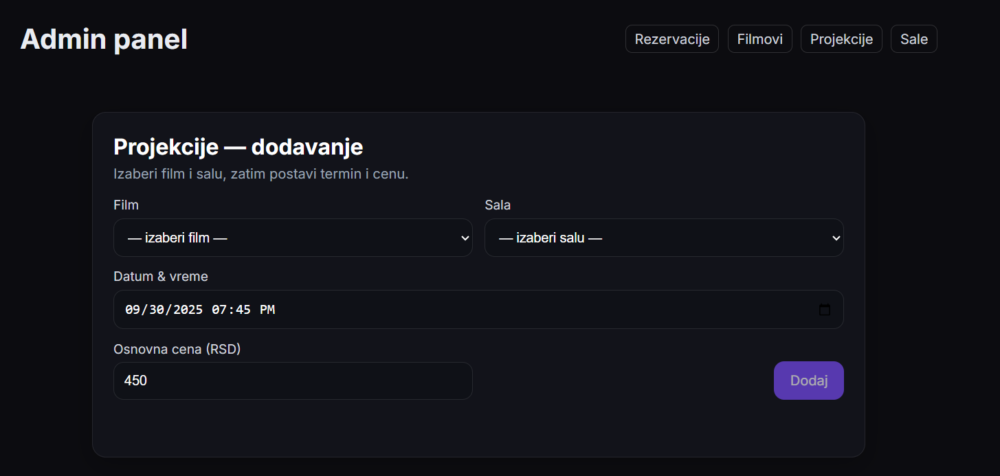 Admin panel
Rezervacije Filmovi Projekcije Sale
Projekcije — dodavanje
Izaberi film i salu, zatim postavi termin i cenu.
Film Sala
— izaberi film — — izaberi salu —
Datum & vreme
09/30/2025 07:45 PM
Osnovna cena (RSD)
450 Dodaj